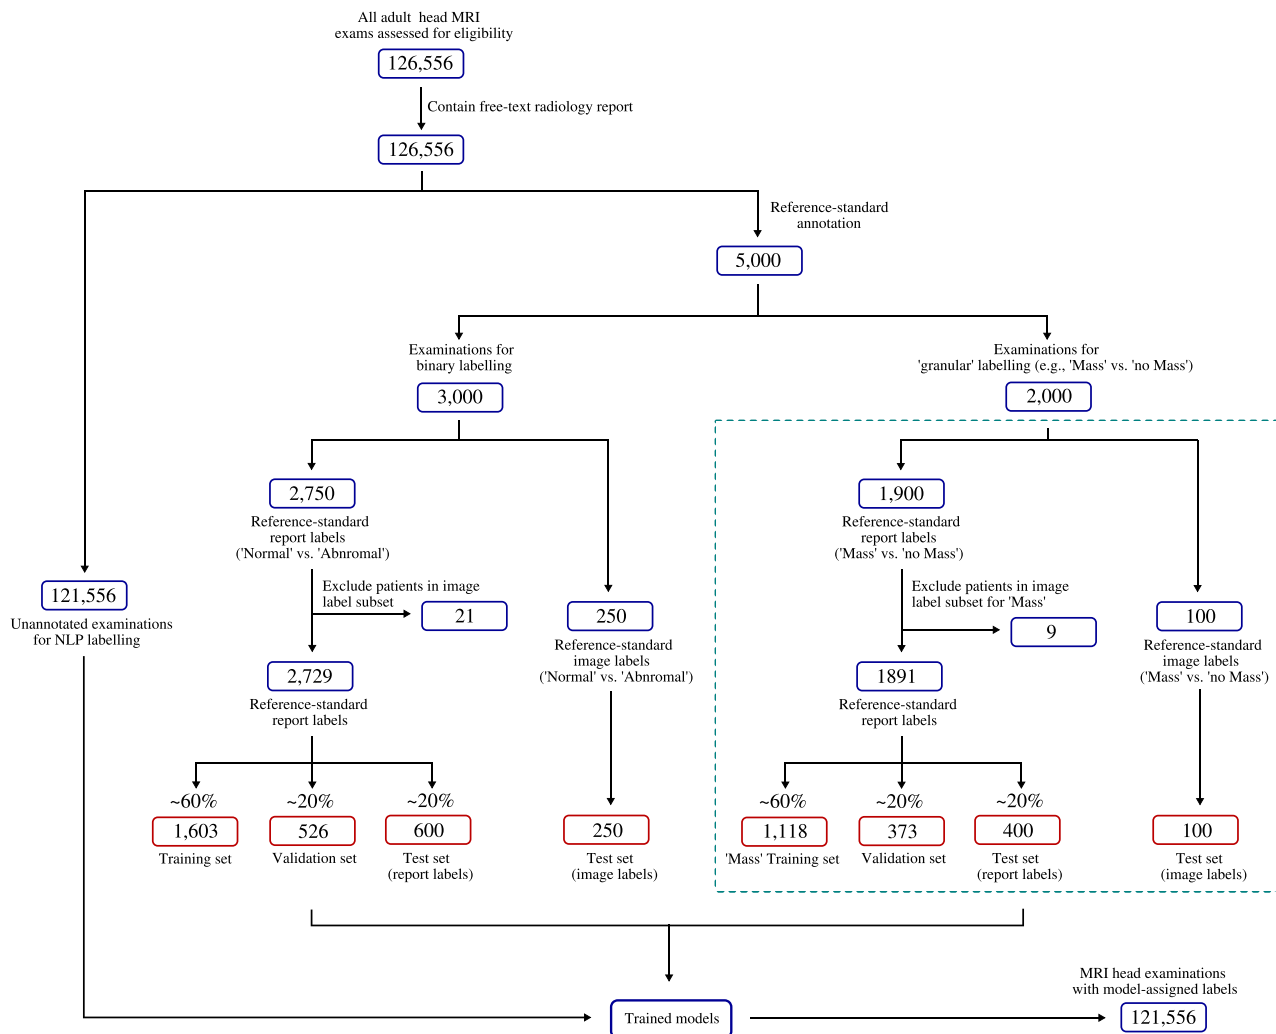 All adult head MRI
exams assessed for eligibility
126,556
Contain free-text radiology report
126,556
Reference-standard
annotation
5,000
Examinations for
binary labelling
3,000
Examinations for
'granular' labelling (e.g., 'Mass' vs. 'no Mass')
2,000
2,750
Reference-standard
report labels
('Normal' vs. 'Abnromal')
Exclude patients in image
label subset
21
2,729
Reference-standard
report labels
250
Reference-standard
image labels
('Normal' vs. 'Abnromal')
121,556
Unannotated examinations
for NLP labelling
1,900
Reference-standard
report labels
('Mass' vs. 'no Mass')
Exclude patients in image
label subset for 'Mass'
9
1891
Reference-standard
report labels
100
Reference-standard
image labels
('Mass' vs. 'no Mass')
~60%
1,603
Training set
~20%
526
Validation set
~20%
600
Test set
(report labels)
250
Test set
(image labels)
~60%
1,118
'Mass' Training set
~20%
373
Validation set
~20%
400
Test set
(report labels)
100
Test set
(image labels)
Trained models
MRI head examinations
with model-assigned labels
121,556